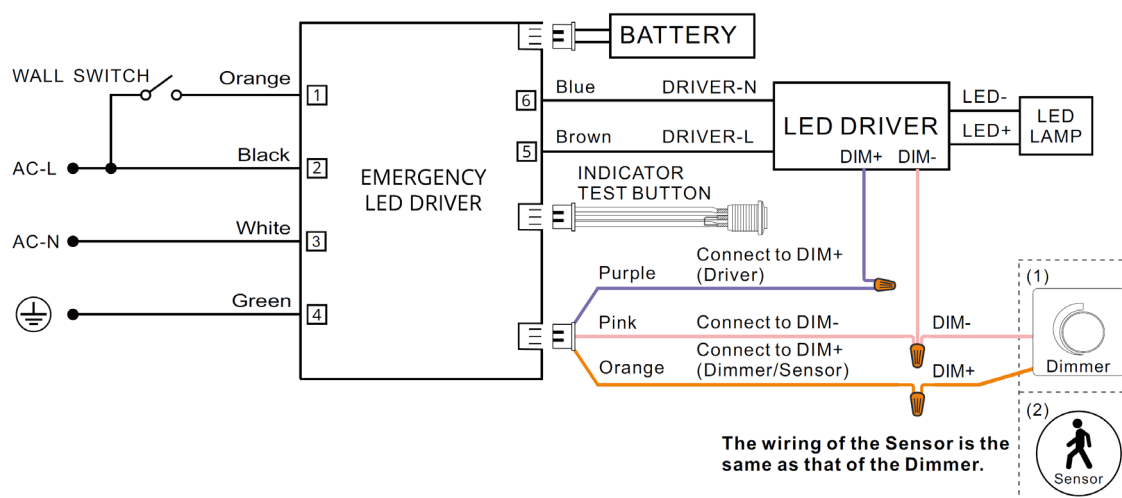 BATTERY
WALL SWITCH
Orange
1
6
Blue
DRIVER-N
LED DRIVER
LED-
LED+
LED
LAMP
AC-L
Black
2
5
Brown
DRIVER-L
DIM+
DIM-
EMERGENCY
LED DRIVER
INDICATOR
TEST BUTTON
AC-N
White
3
Green
4
Purple
Connect to DIM+
(Driver)
Pink
Connect to DIM-
DIM-
Orange
Connect to DIM+
(Dimmer/Sensor)
DIM+
(1)
Dimmer
(2)
Sensor
The wiring of the Sensor is the
same as that of the Dimmer.